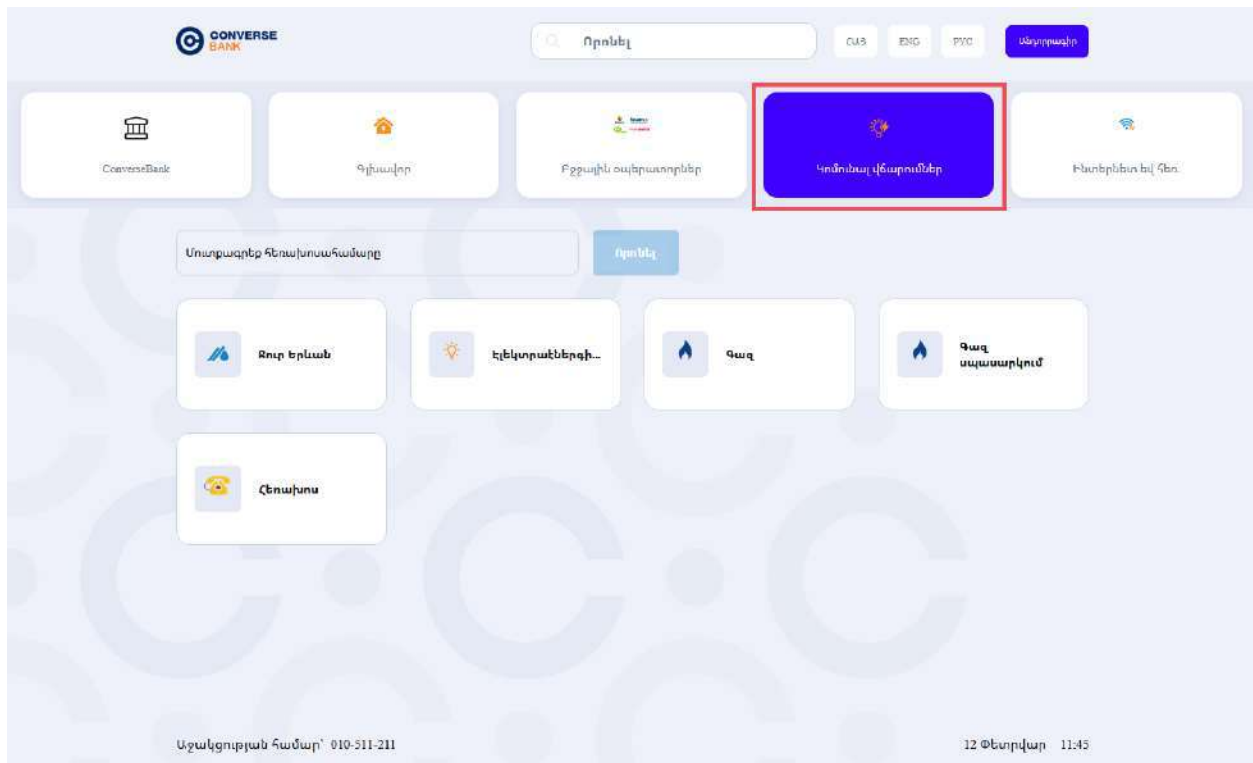 CONVERSE
BANK
Որոնել
ՀԱՅ
ENG
РУС
Անդորրագիր
ConverseBank
Գլխավոր
Բջջային օպերատորներ
Կոմունալ վճարումներ
Ինտերնետ եվ հեռ.
Մուտքագրեք հեռախոսահամարը
Որոնել
Ջուր Երևան
Էլեկտրաէներգի...
Գազ
Գազ
սպասարկում
Հեռախոս
Աջակցության համար՝ 010-511-211
12 Փետրվար 11:45